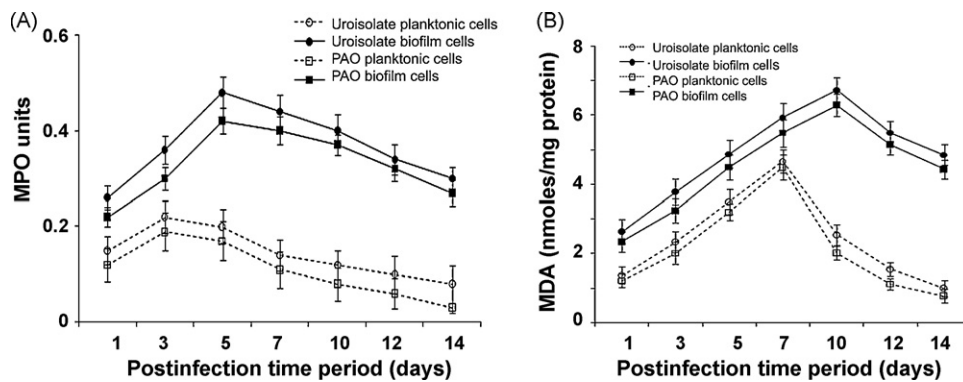 (A)
Uroisolate planktonic cells
Uroisolate biofilm cells
PAO planktonic cells
PAO biofilm cells
0.6
0.4
0.2
0
MPO units
1 3 5 7 10 12 14
Postinfection time period (days)
(B)
Uroisolate planktonic cells
Uroisolate biofilm cells
PAO planktonic cells
PAO biofilm cells
8
6
4
2
0
MDA (nmoles/mg protein)
1 3 5 7 10 12 14
Postinfection time period (days)